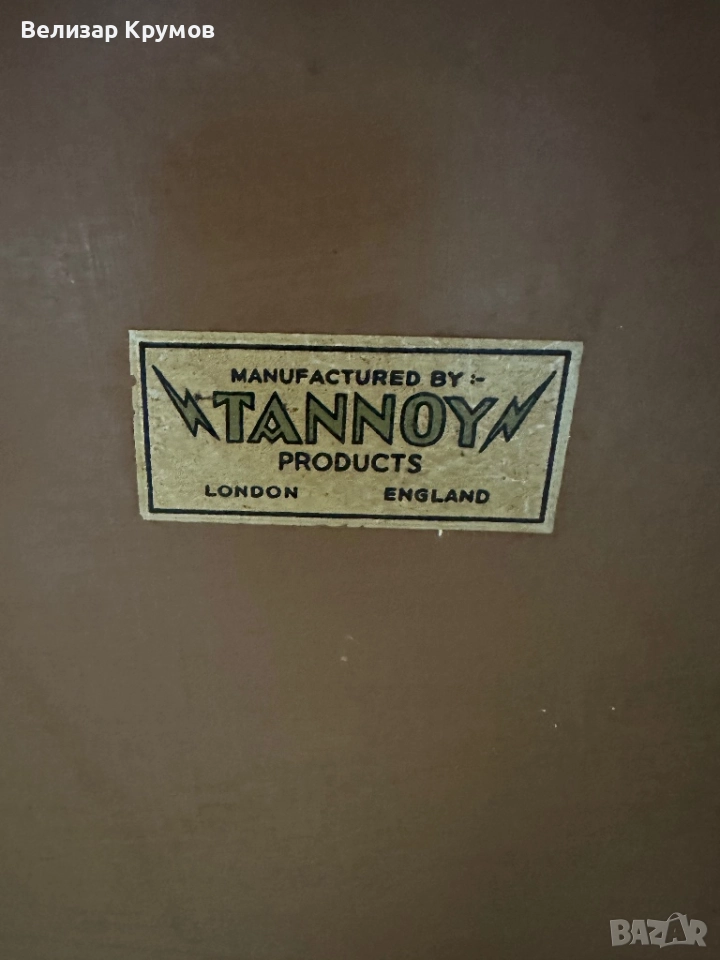 Велизар Крумов
MANUFACTURED BY :-
TANNOY
PRODUCTS
LONDON ENGLAND
BAZAR